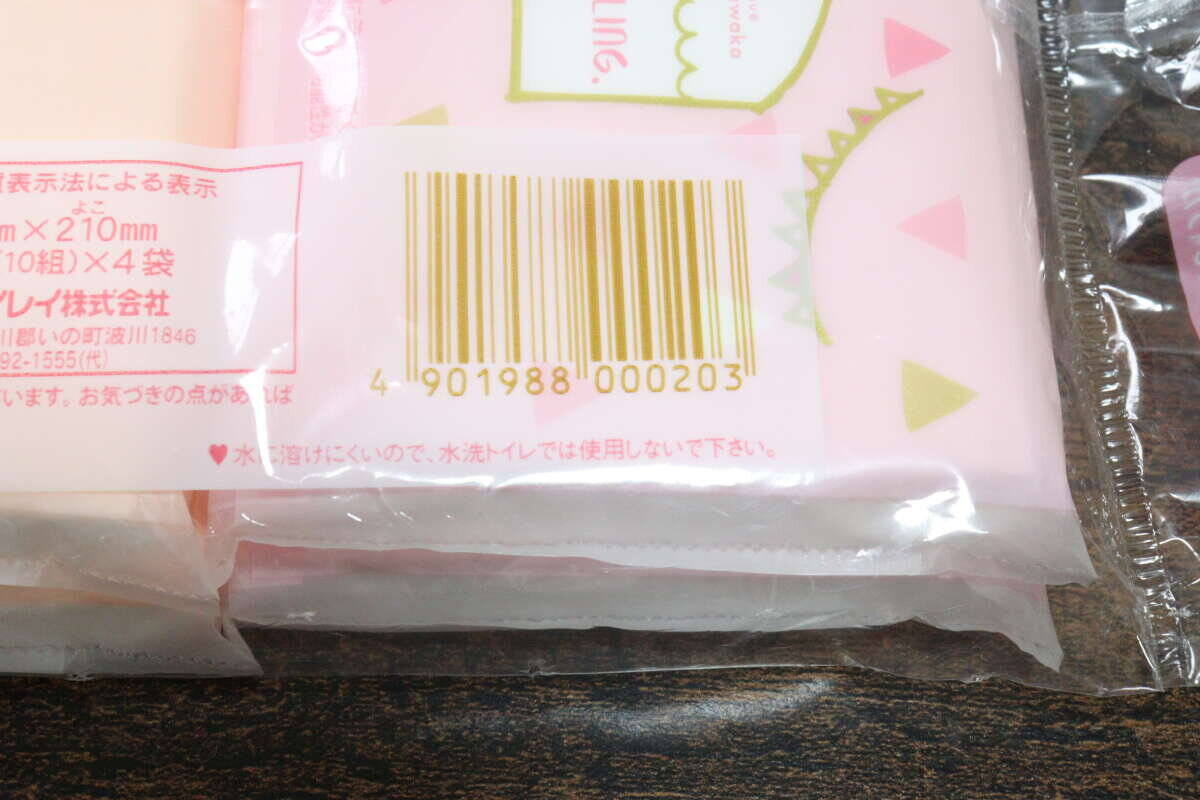 LING.
表示法による表示
よこ
m×210mm
(10組)×4袋
レイ株式会社
川郡いの町波川1846
92-1555(代)
います。お気づきの点があれば
4 901988 000203
♥水に溶けにくいので、水洗トイレでは使用しないで下さい。